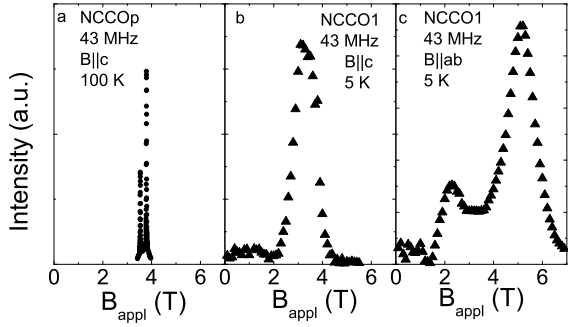 a NCCOp
43 MHz
B||c
100 K
b NCCO1
43 MHz
B||c
5 K
c NCCO1
43 MHz
B||ab
5 K
Intensity (a.u.)
0 2 4 6 0 2 4 6 0 2 4 6
B_appl (T) B_appl (T) B_appl (T)